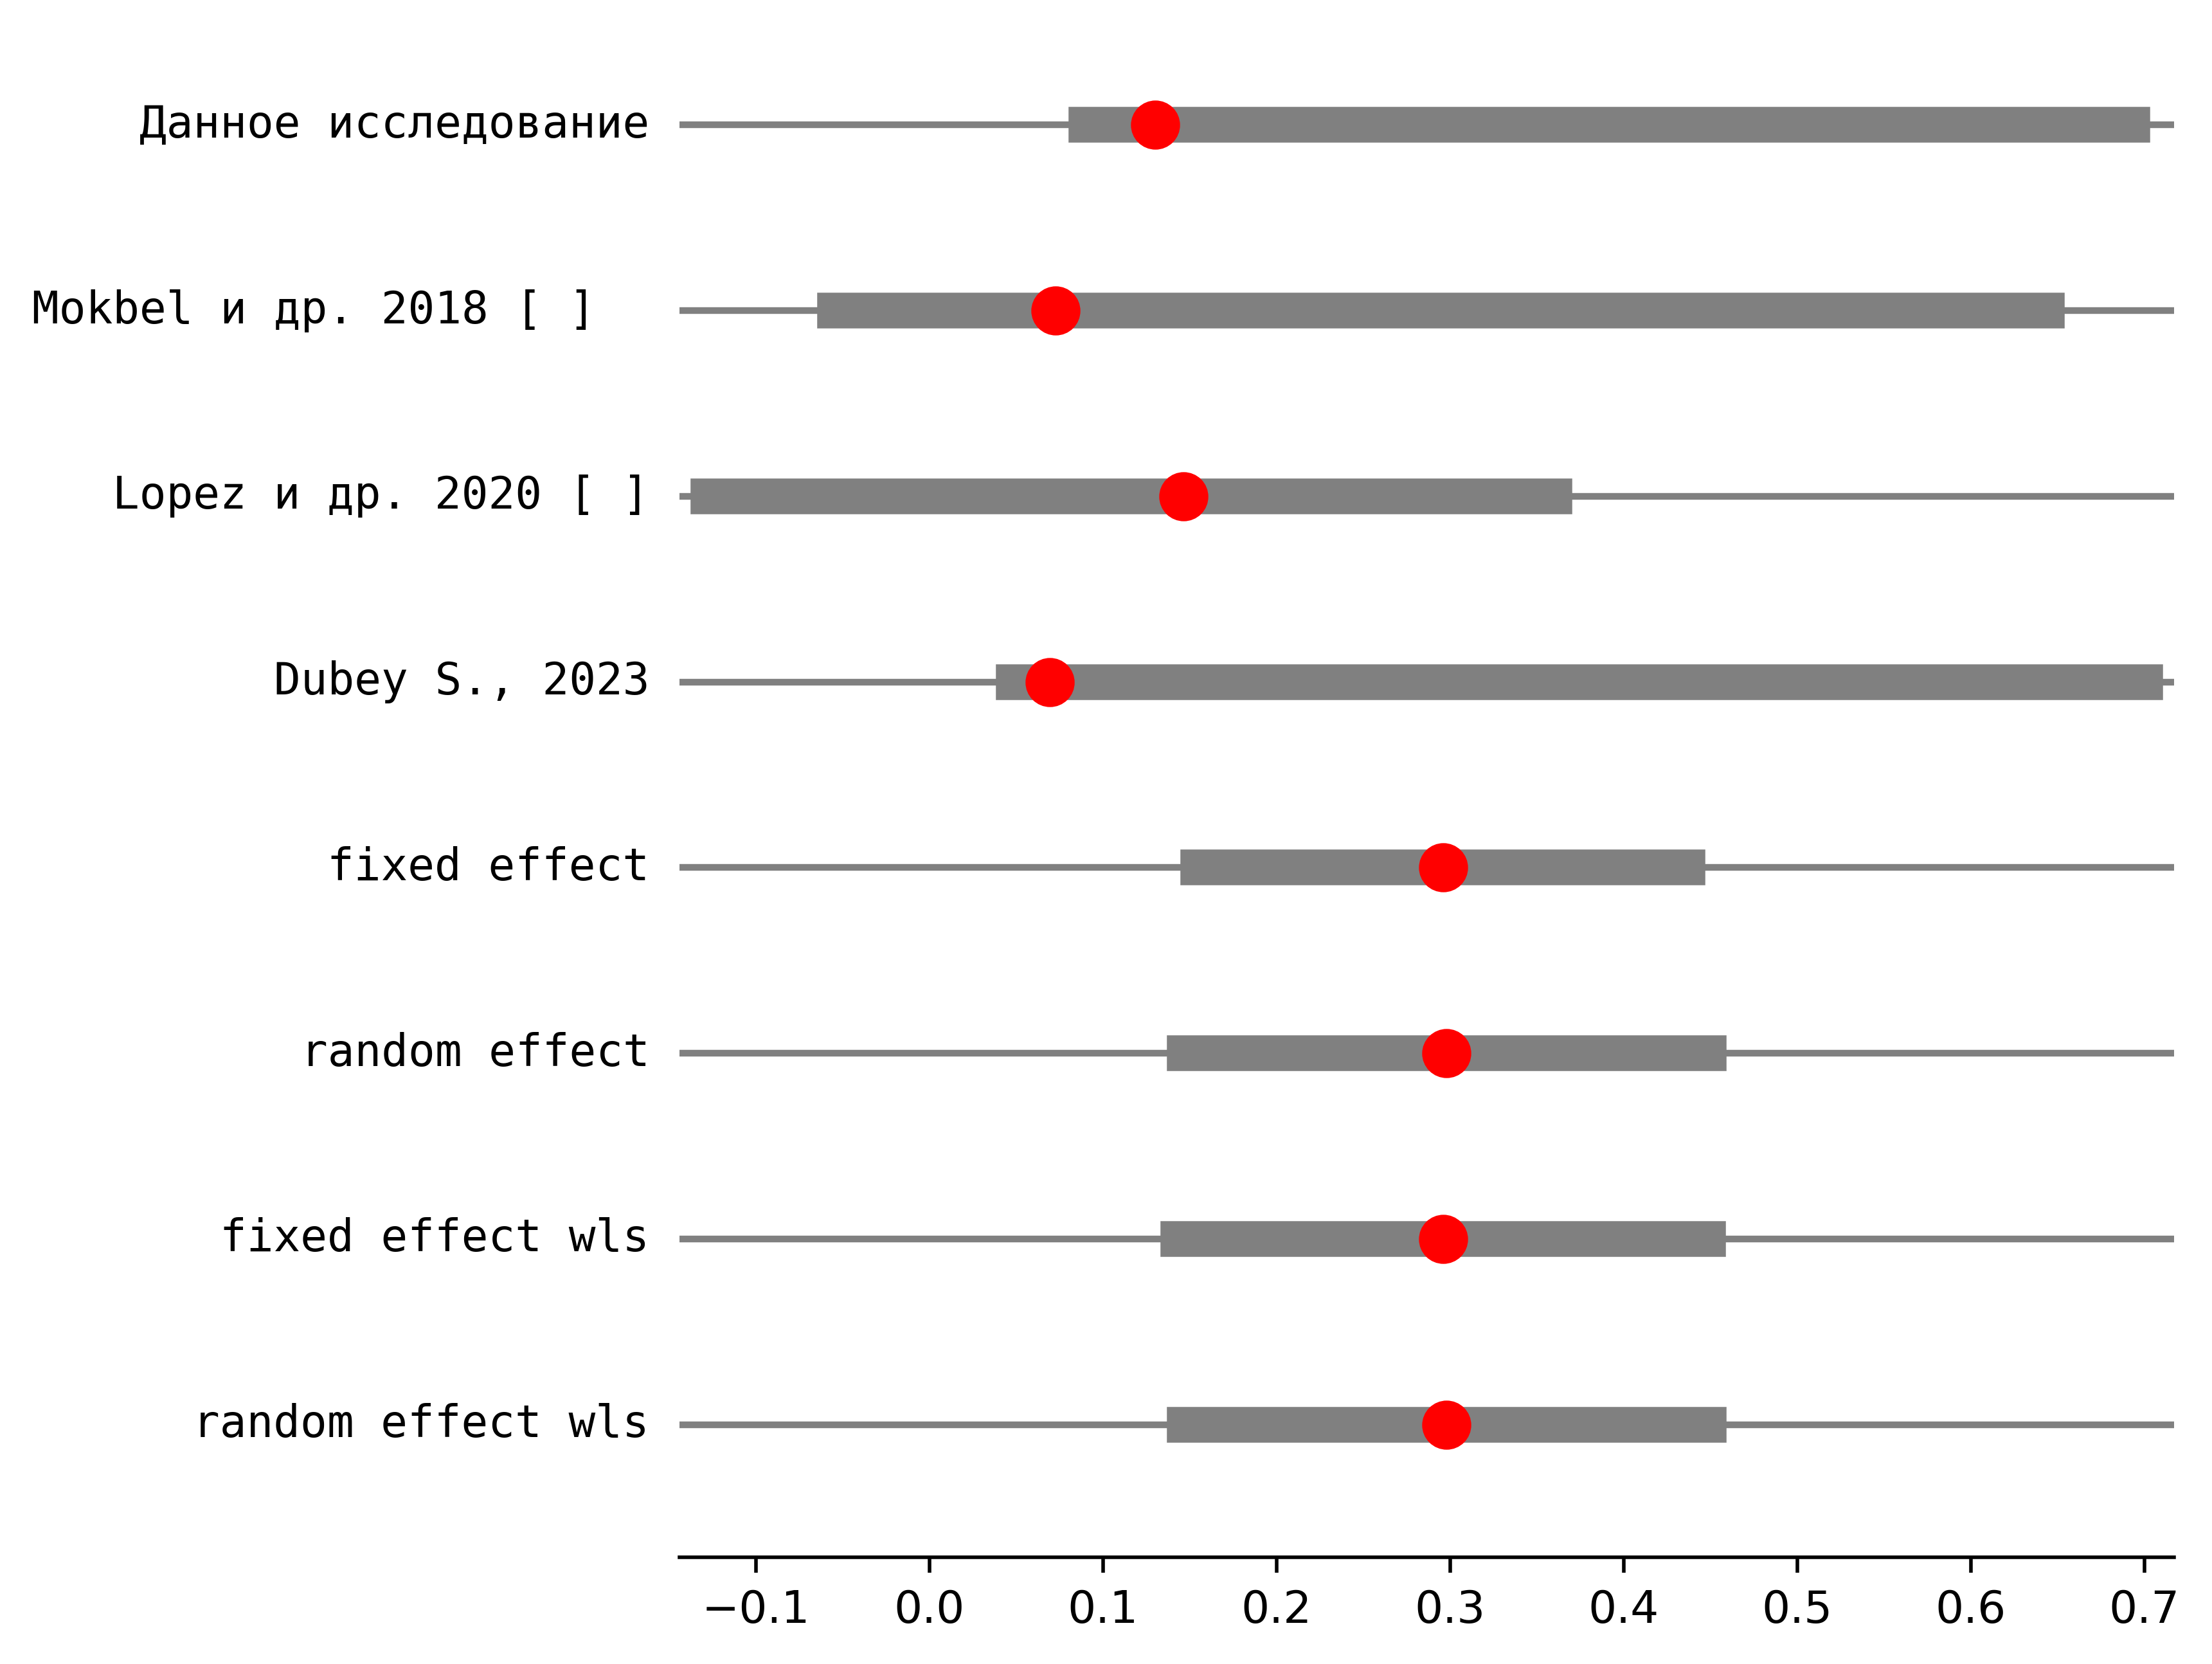 Данное исследование
Mokbel и др. 2018 [ ]
Lopez и др. 2020 [ ]
Dubey S., 2023
fixed effect
random effect
fixed effect wls
random effect wls
−0.1 0.0 0.1 0.2 0.3 0.4 0.5 0.6 0.7